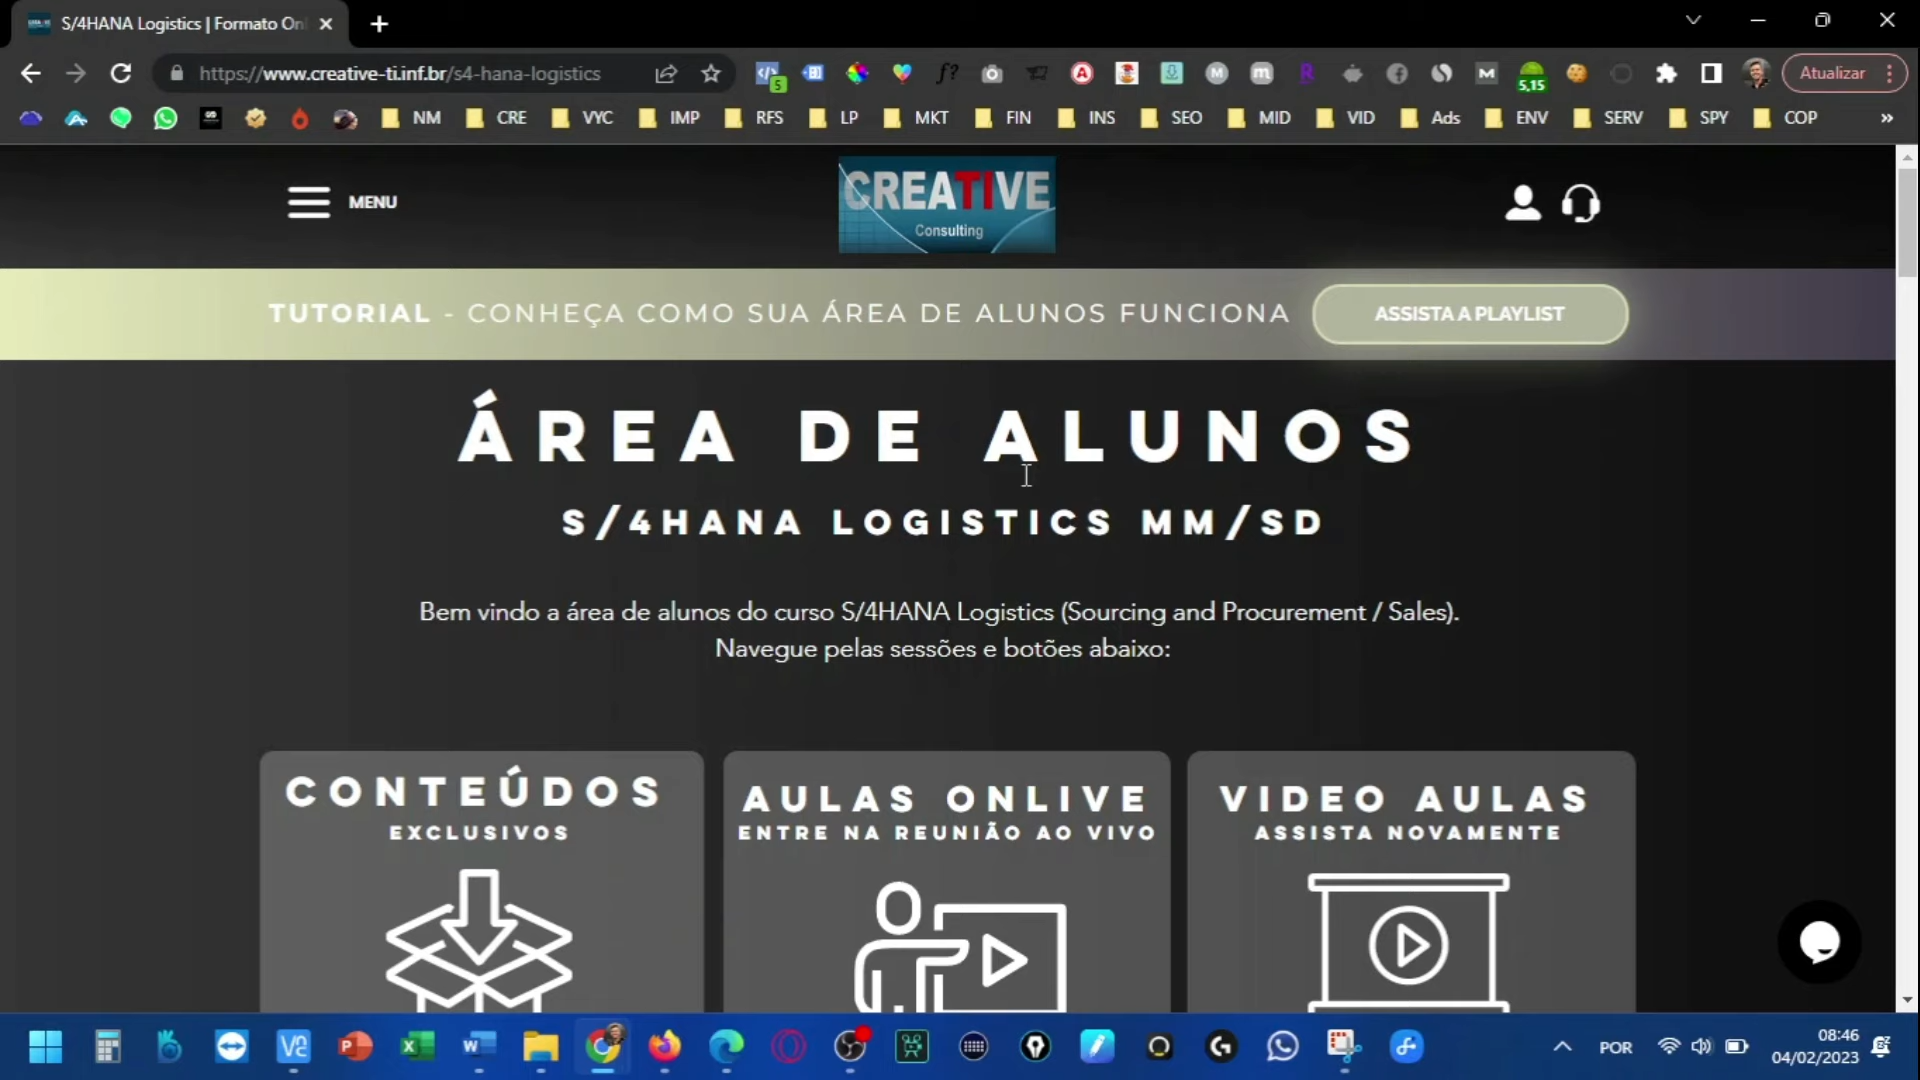 S/4HANA Logistics | Formato On
https://www.creative-ti.inf.br/s4-hana-logistics
5
f?
5,15
Atualizar
NM CRE VYC IMP RFS LP MKT FIN INS SEO MID VID Ads ENV SERV SPY COP »
MENU
CREATIVE
Consulting
TUTORIAL - CONHEÇA COMO SUA ÁREA DE ALUNOS FUNCIONA
ASSISTA A PLAYLIST
ÁREA DE ALUNOS
S/4HANA LOGISTICS MM/SD
Bem vindo a área de alunos do curso S/4HANA Logistics (Sourcing and Procurement / Sales).
Navegue pelas sessões e botões abaixo:
CONTEÚDOS
EXCLUSIVOS
AULAS ONLIVE
ENTRE NA REUNIÃO AO VIVO
VIDEO AULAS
ASSISTA NOVAMENTE
POR
08:46
04/02/2023